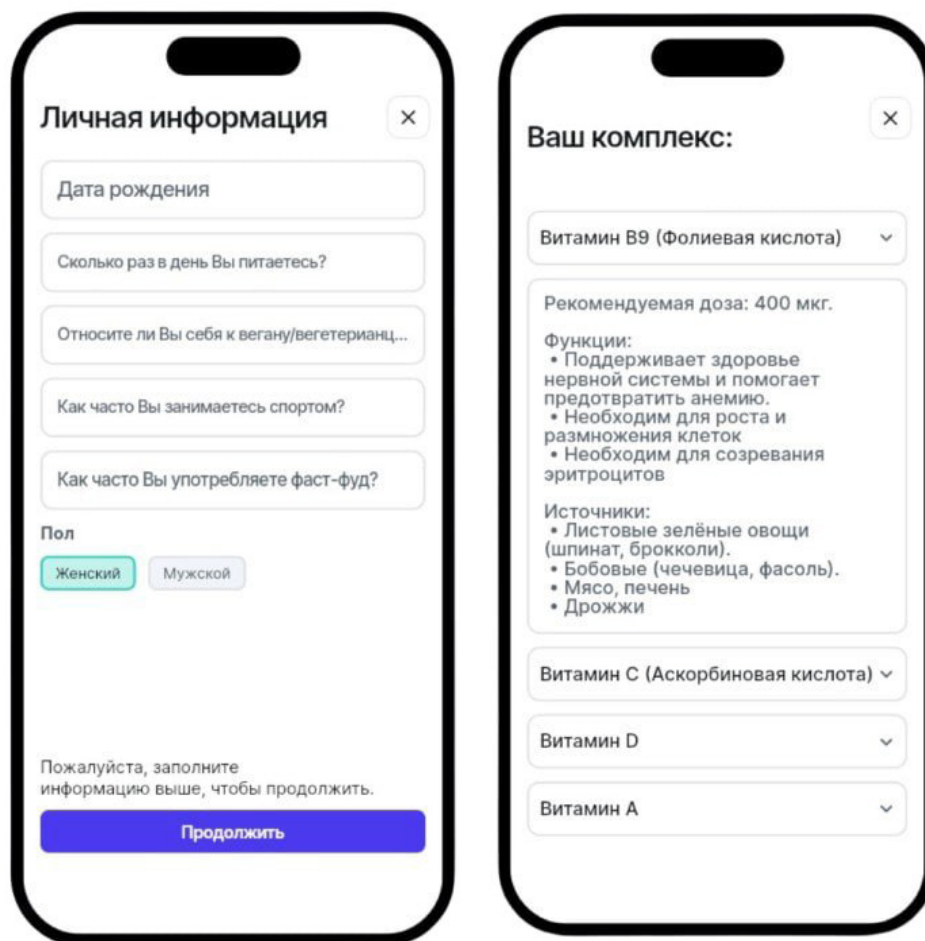 Личная информация
Дата рождения
Сколько раз в день Вы питаетесь?
Относите ли Вы себя к вегану/вегетерианц...
Как часто Вы занимаетесь спортом?
Как часто Вы употребляете фаст-фуд?
Пол
Женский Мужской
Пожалуйста, заполните
информацию выше, чтобы продолжить.
Продолжить
Ваш комплекс:
Витамин B9 (Фолиевая кислота)
Рекомендуемая доза: 400 мкг.
Функции:
• Поддерживает здоровье
нервной системы и помогает
предотвратить анемию.
• Необходим для роста и
размножения клеток
• Необходим для созревания
эритроцитов
Источники:
• Листовые зелёные овощи
(шпинат, брокколи).
• Бобовые (чечевица, фасоль).
• Мясо, печень
• Дрожжи
Витамин C (Аскорбиновая кислота)
Витамин D
Витамин A